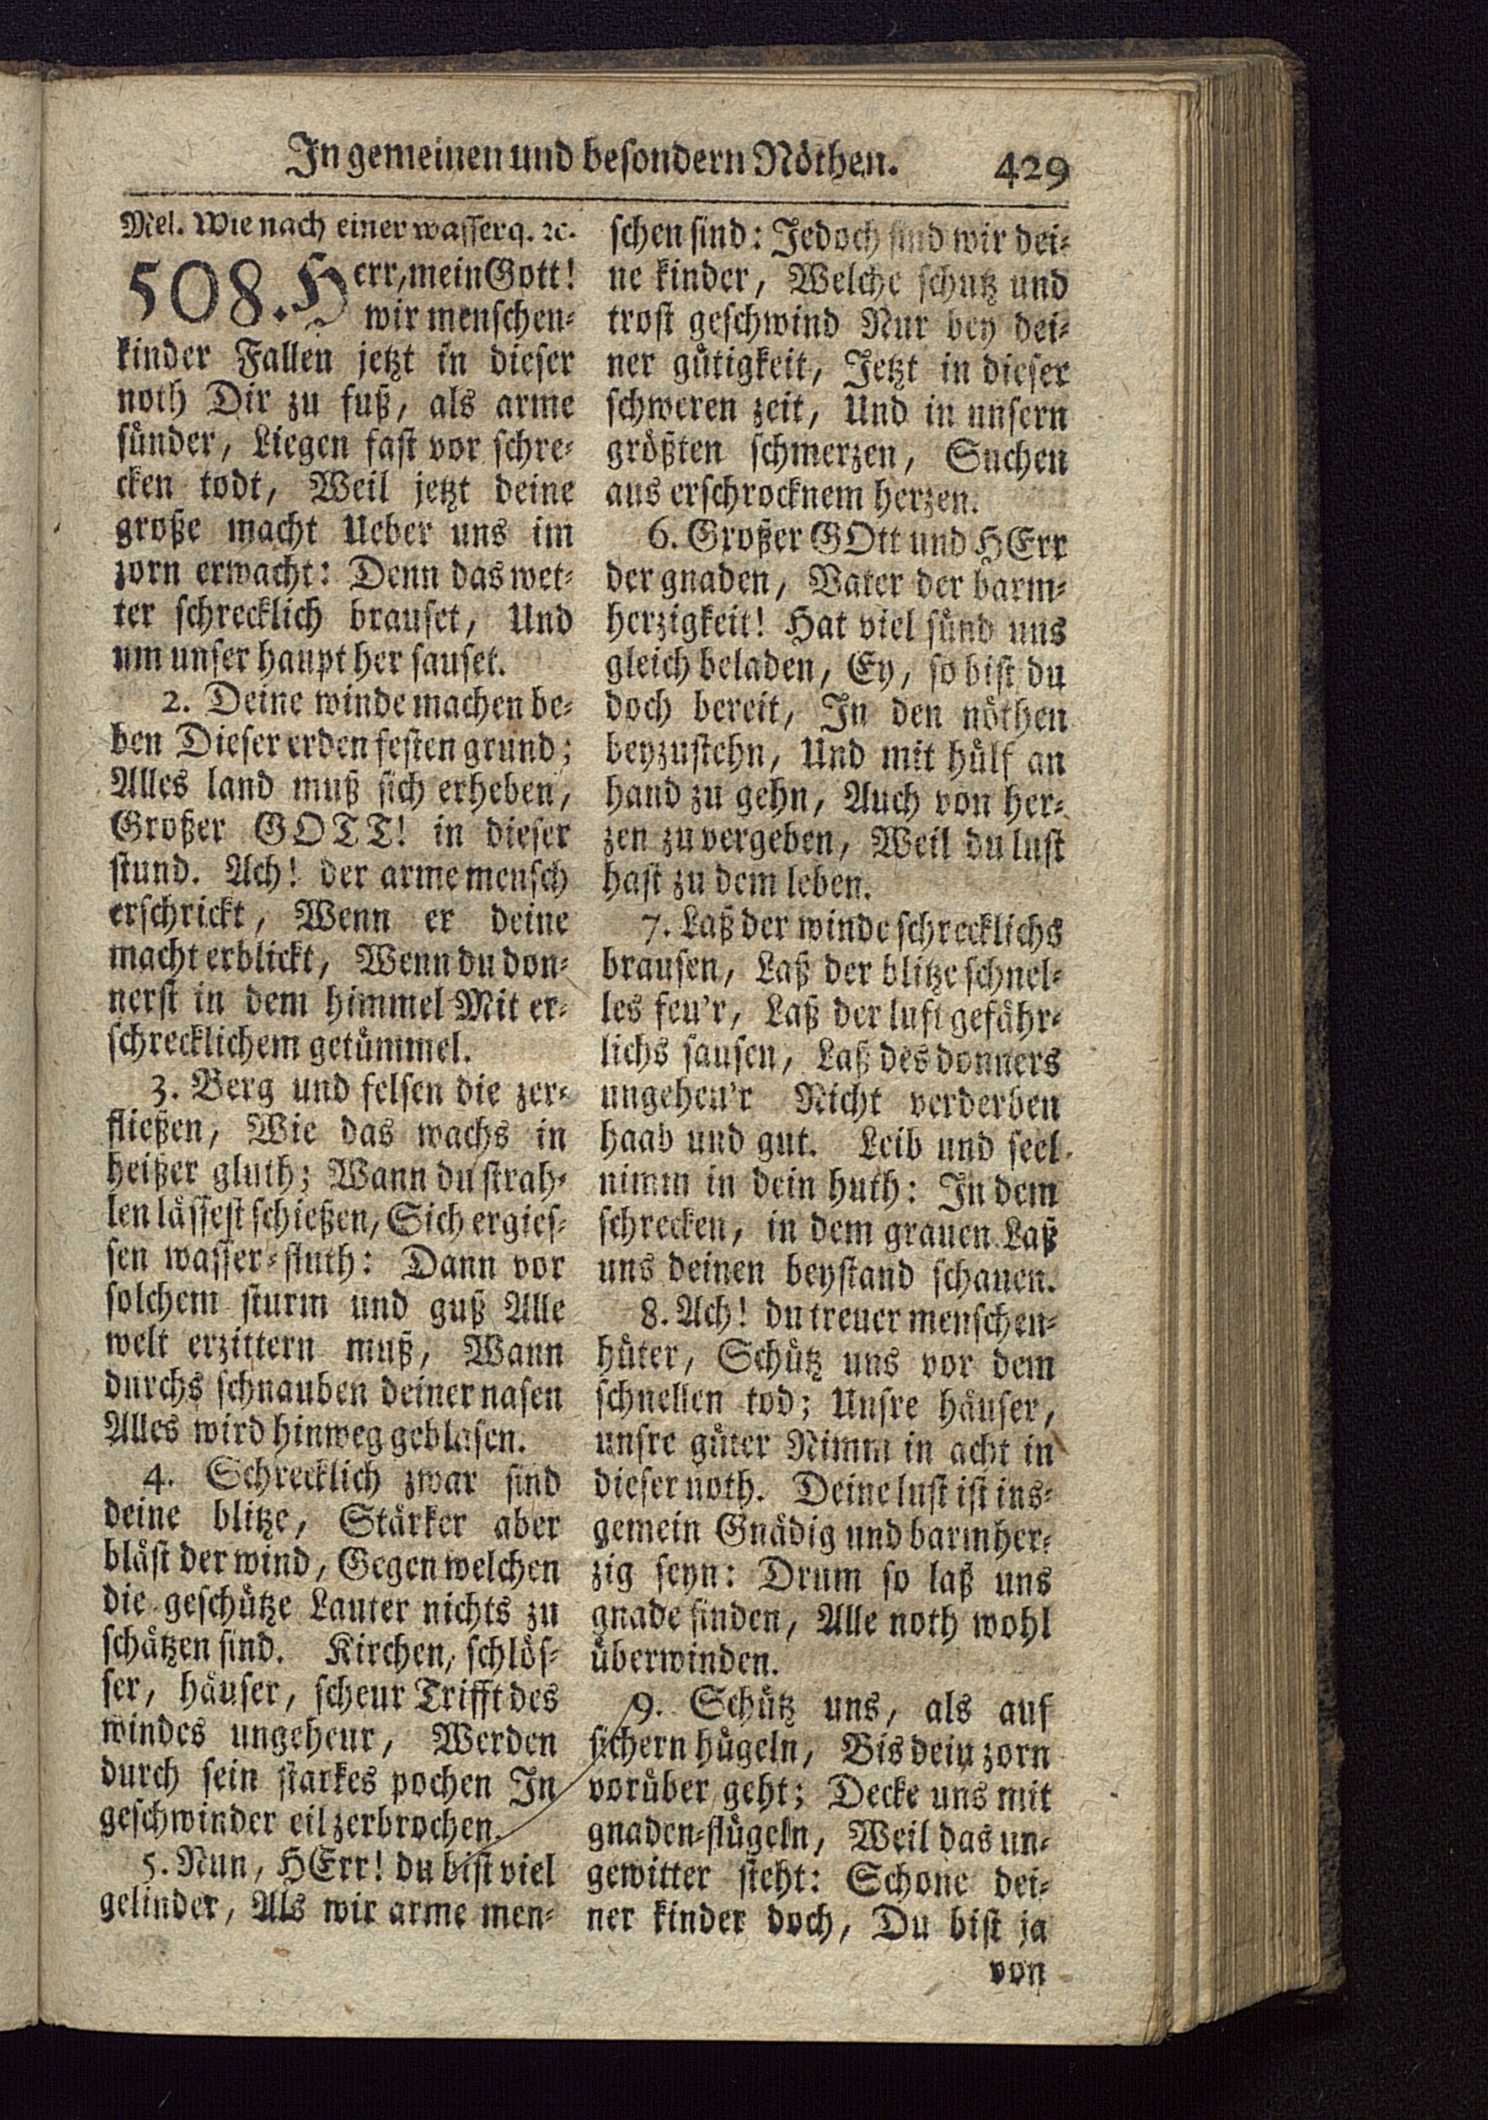 In gemeinen und besondern Nöthen. 429
Mel. Wie nach einer wasserq. ꝛc.
508. Herr, mein Gott!
wir menschen-
kinder Fallen jetzt in dieser
noth Dir zu fuß, als arme
sünder, Liegen fast vor schre-
cken todt, Weil jetzt deine
große macht Ueber uns im
zorn erwacht: Denn das wet-
ter schrecklich brauset, Und
um unser haupt her sauset.
2. Deine winde machen be-
ben Dieser erden festen grund;
Alles land muß sich erheben,
Großer GOTT! in dieser
stund. Ach! der arme mensch
erschrickt, Wenn er deine
macht erblickt, Wenn du don-
nerst in dem himmel Mit er-
schrecklichem getümmel.
3. Berg und felsen die zer-
fließen, Wie das wachs in
heißer gluth; Wann du strah-
len lässest schießen, Sich ergies-
sen wasser-fluth: Dann vor
solchem sturm und guß Alle
welt erzittern muß, Wann
durchs schnauben deiner nasen
Alles wird hinweg geblasen.
4. Schrecklich zwar sind
deine blitze, Stärker aber
bläst der wind, Gegen welchen
die geschütze Lauter nichts zu
schätzen sind. Kirchen, schlös-
ser, häuser, scheur Trifft des
windes ungeheur, Werden
durch sein starkes pochen In
geschwinder eil zerbrochen.
5. Nun, HErr! du bist viel
gelinder, Als wir arme men-
schen sind: Jedoch sind wir dei-
ne kinder, Welche schutz und
trost geschwind Nur bey dei-
ner gütigkeit, Jetzt in dieser
schweren zeit, Und in unsern
größten schmerzen, Suchen
aus erschrocknem herzen.
6. Großer GOtt und HErr
der gnaden, Vater der barm-
herzigkeit! Hat viel sünd uns
gleich beladen, Ey, so bist du
doch bereit, In den nöthen
beyzustehn, Und mit hülf an
hand zu gehn, Auch von her-
zen zu vergeben, Weil du lust
hast zu dem leben.
7. Laß der winde schrecklichs
brausen, Laß der blitze schnel-
les feu'r, Laß der luft gefähr-
lichs sausen, Laß des donners
ungeheu'r Nicht verderben
haab und gut. Leib und seel
nimm in dein huth: In dem
schrecken, in dem grauen Laß
uns deinen beystand schauen.
8. Ach! du treuer menschen-
hüter, Schütz uns vor dem
schnellen tod; Unsre häuser,
unsre güter Nimm in acht in
dieser noth. Deine lust ist ins-
gemein Gnädig und barmher-
zig seyn: Drum so laß uns
gnade finden, Alle noth wohl
überwinden.
9. Schütz uns, als auf
sichern hügeln, Bis dein zorn
vorüber geht; Decke uns mit
gnaden-flügeln, Weil das un-
gewitter steht: Schone dei-
ner kinder doch, Du bist ja
von